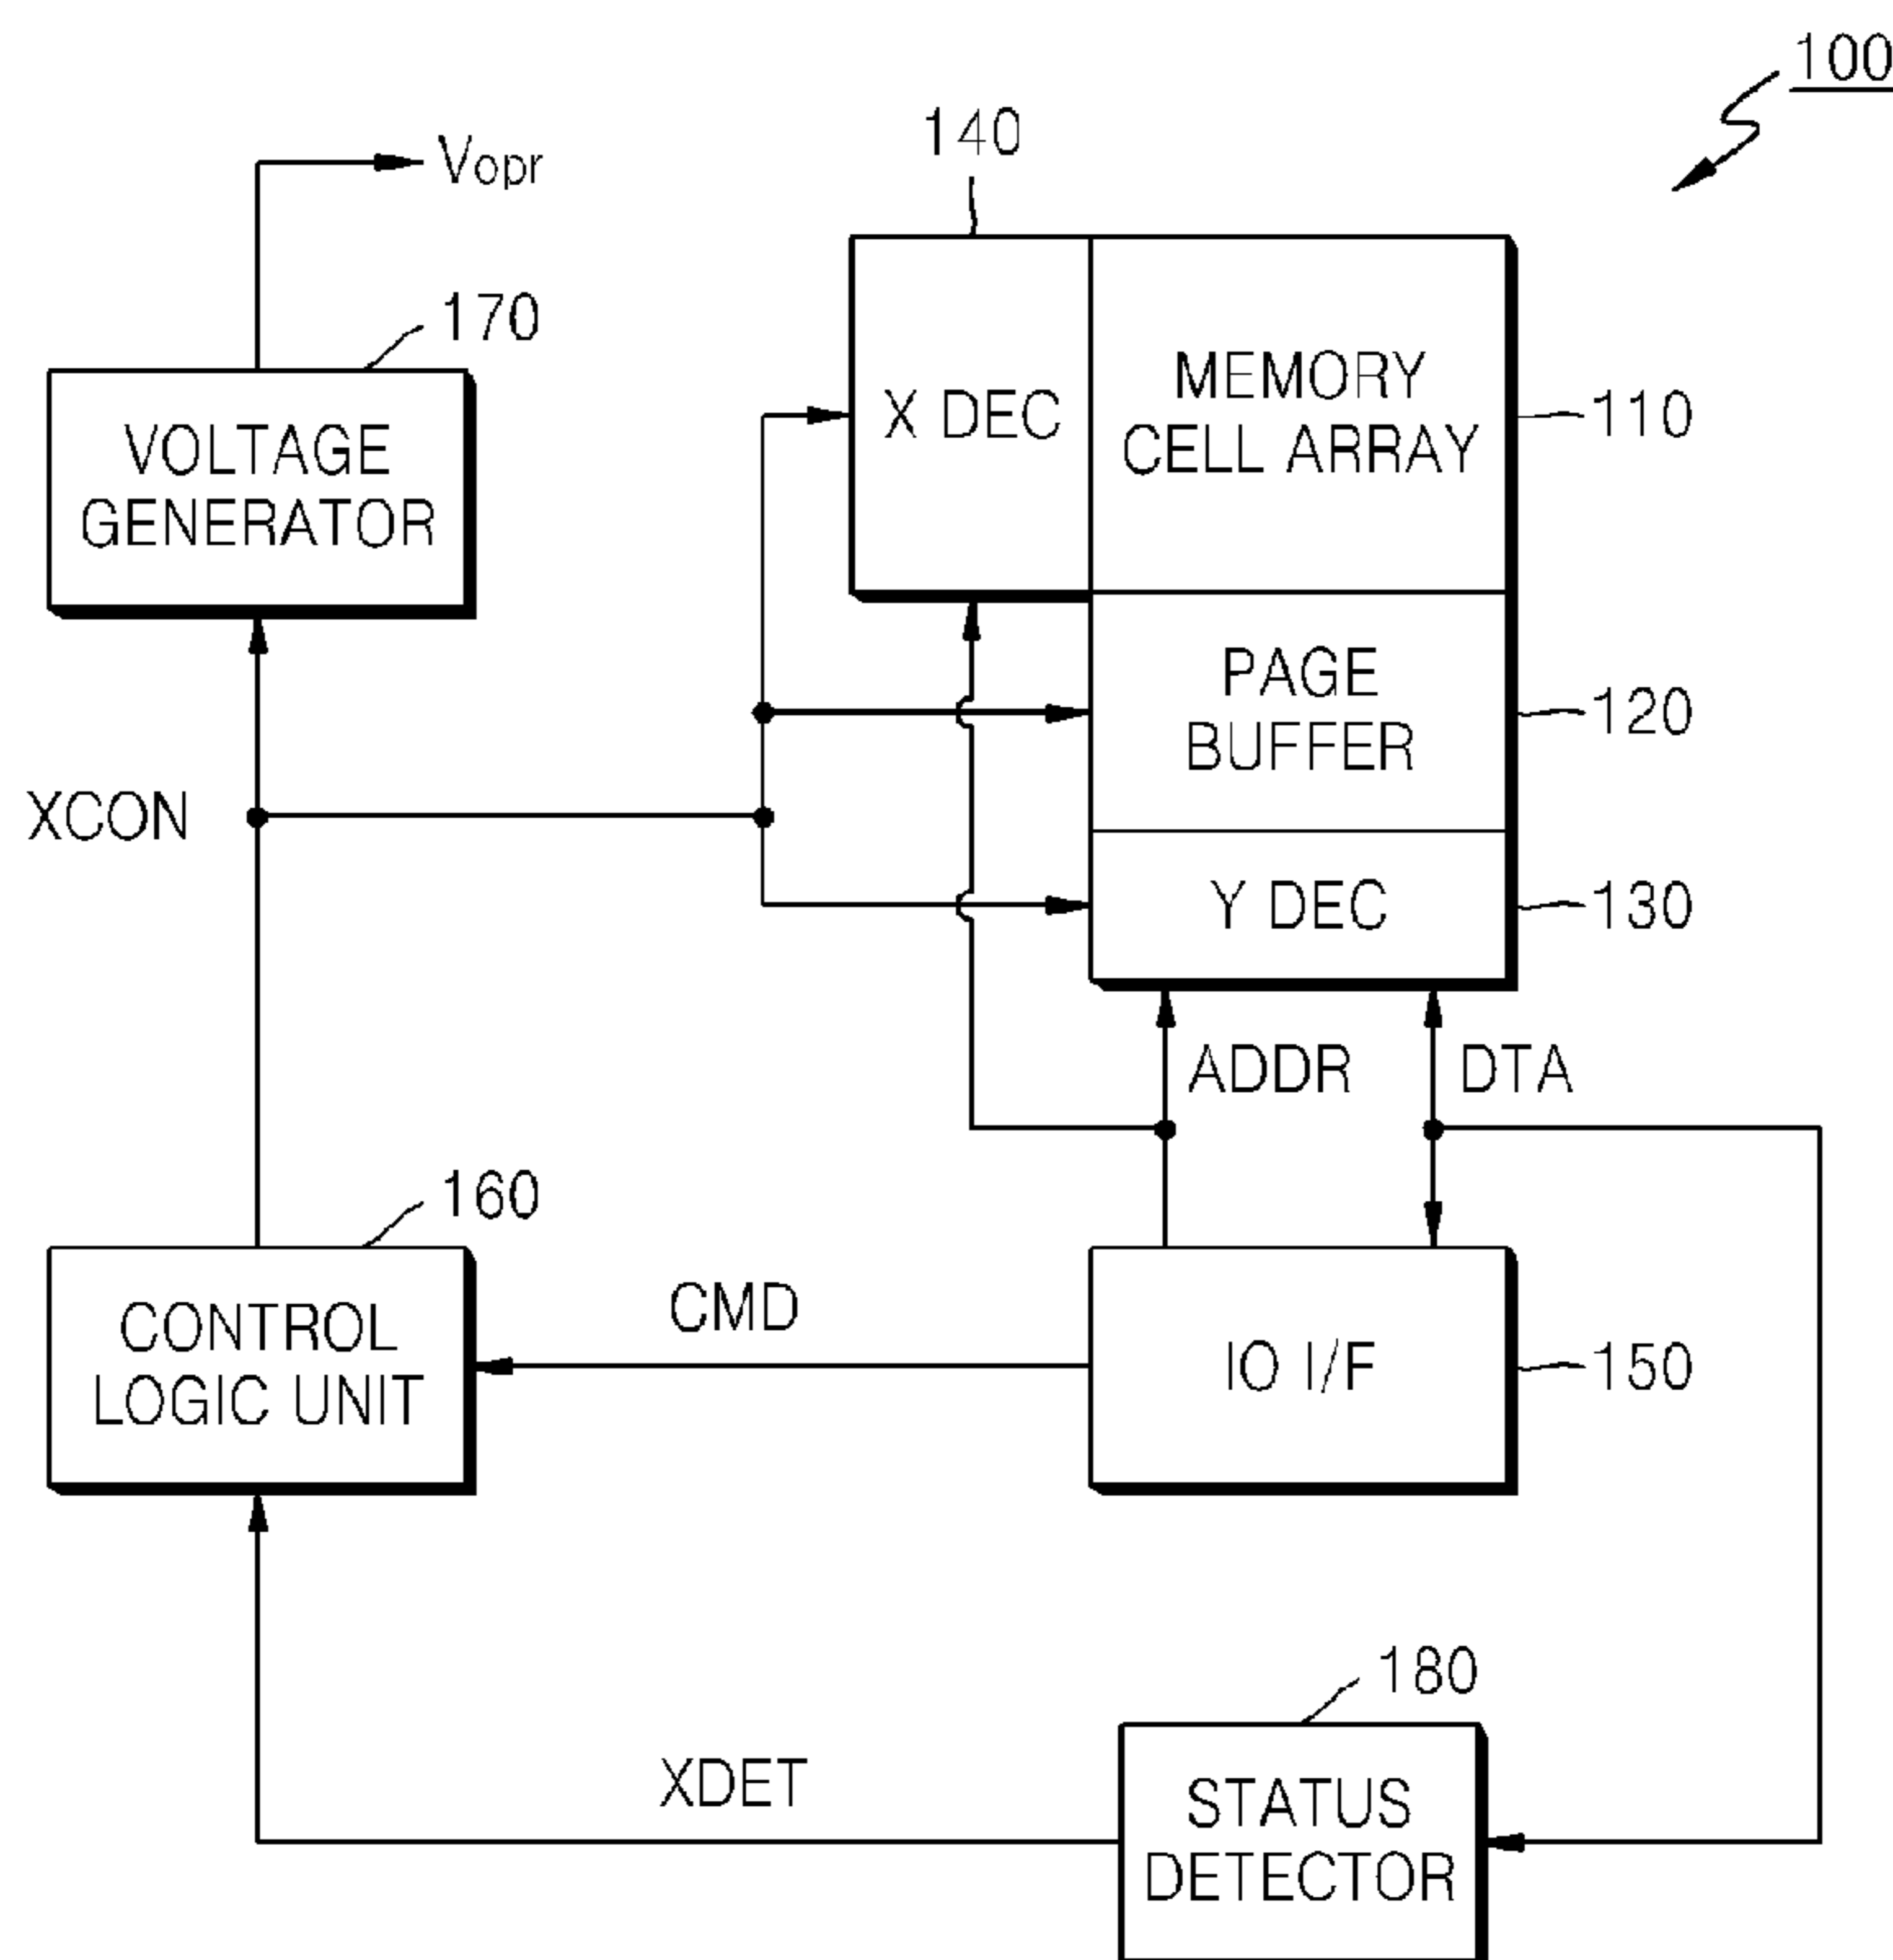 100
140
Vopr
170
VOLTAGE
GENERATOR
X DEC
MEMORY
CELL ARRAY
110
PAGE
BUFFER
120
XCON
Y DEC
130
ADDR
DTA
160
CONTROL
LOGIC UNIT
CMD
IO I/F
150
180
XDET
STATUS
DETECTOR